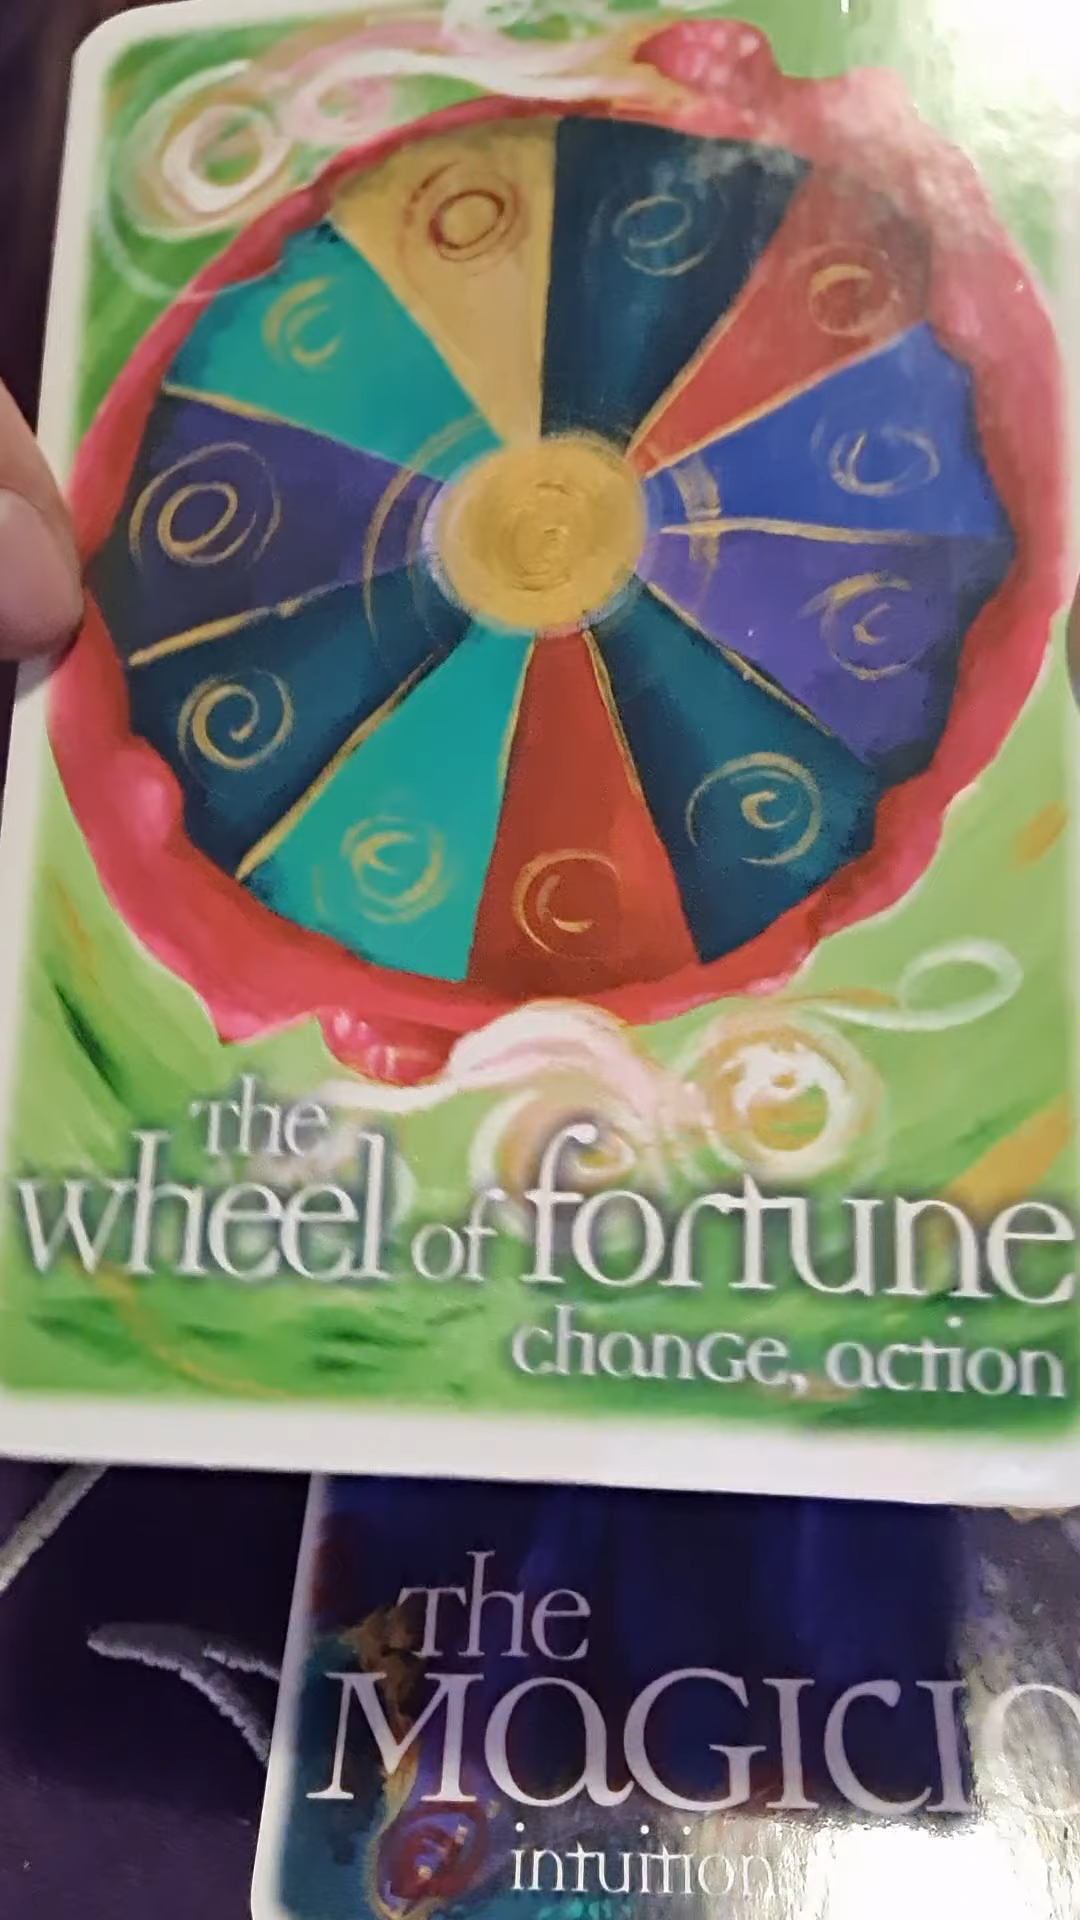 The
wheel of fortune
change, action
The
intuition